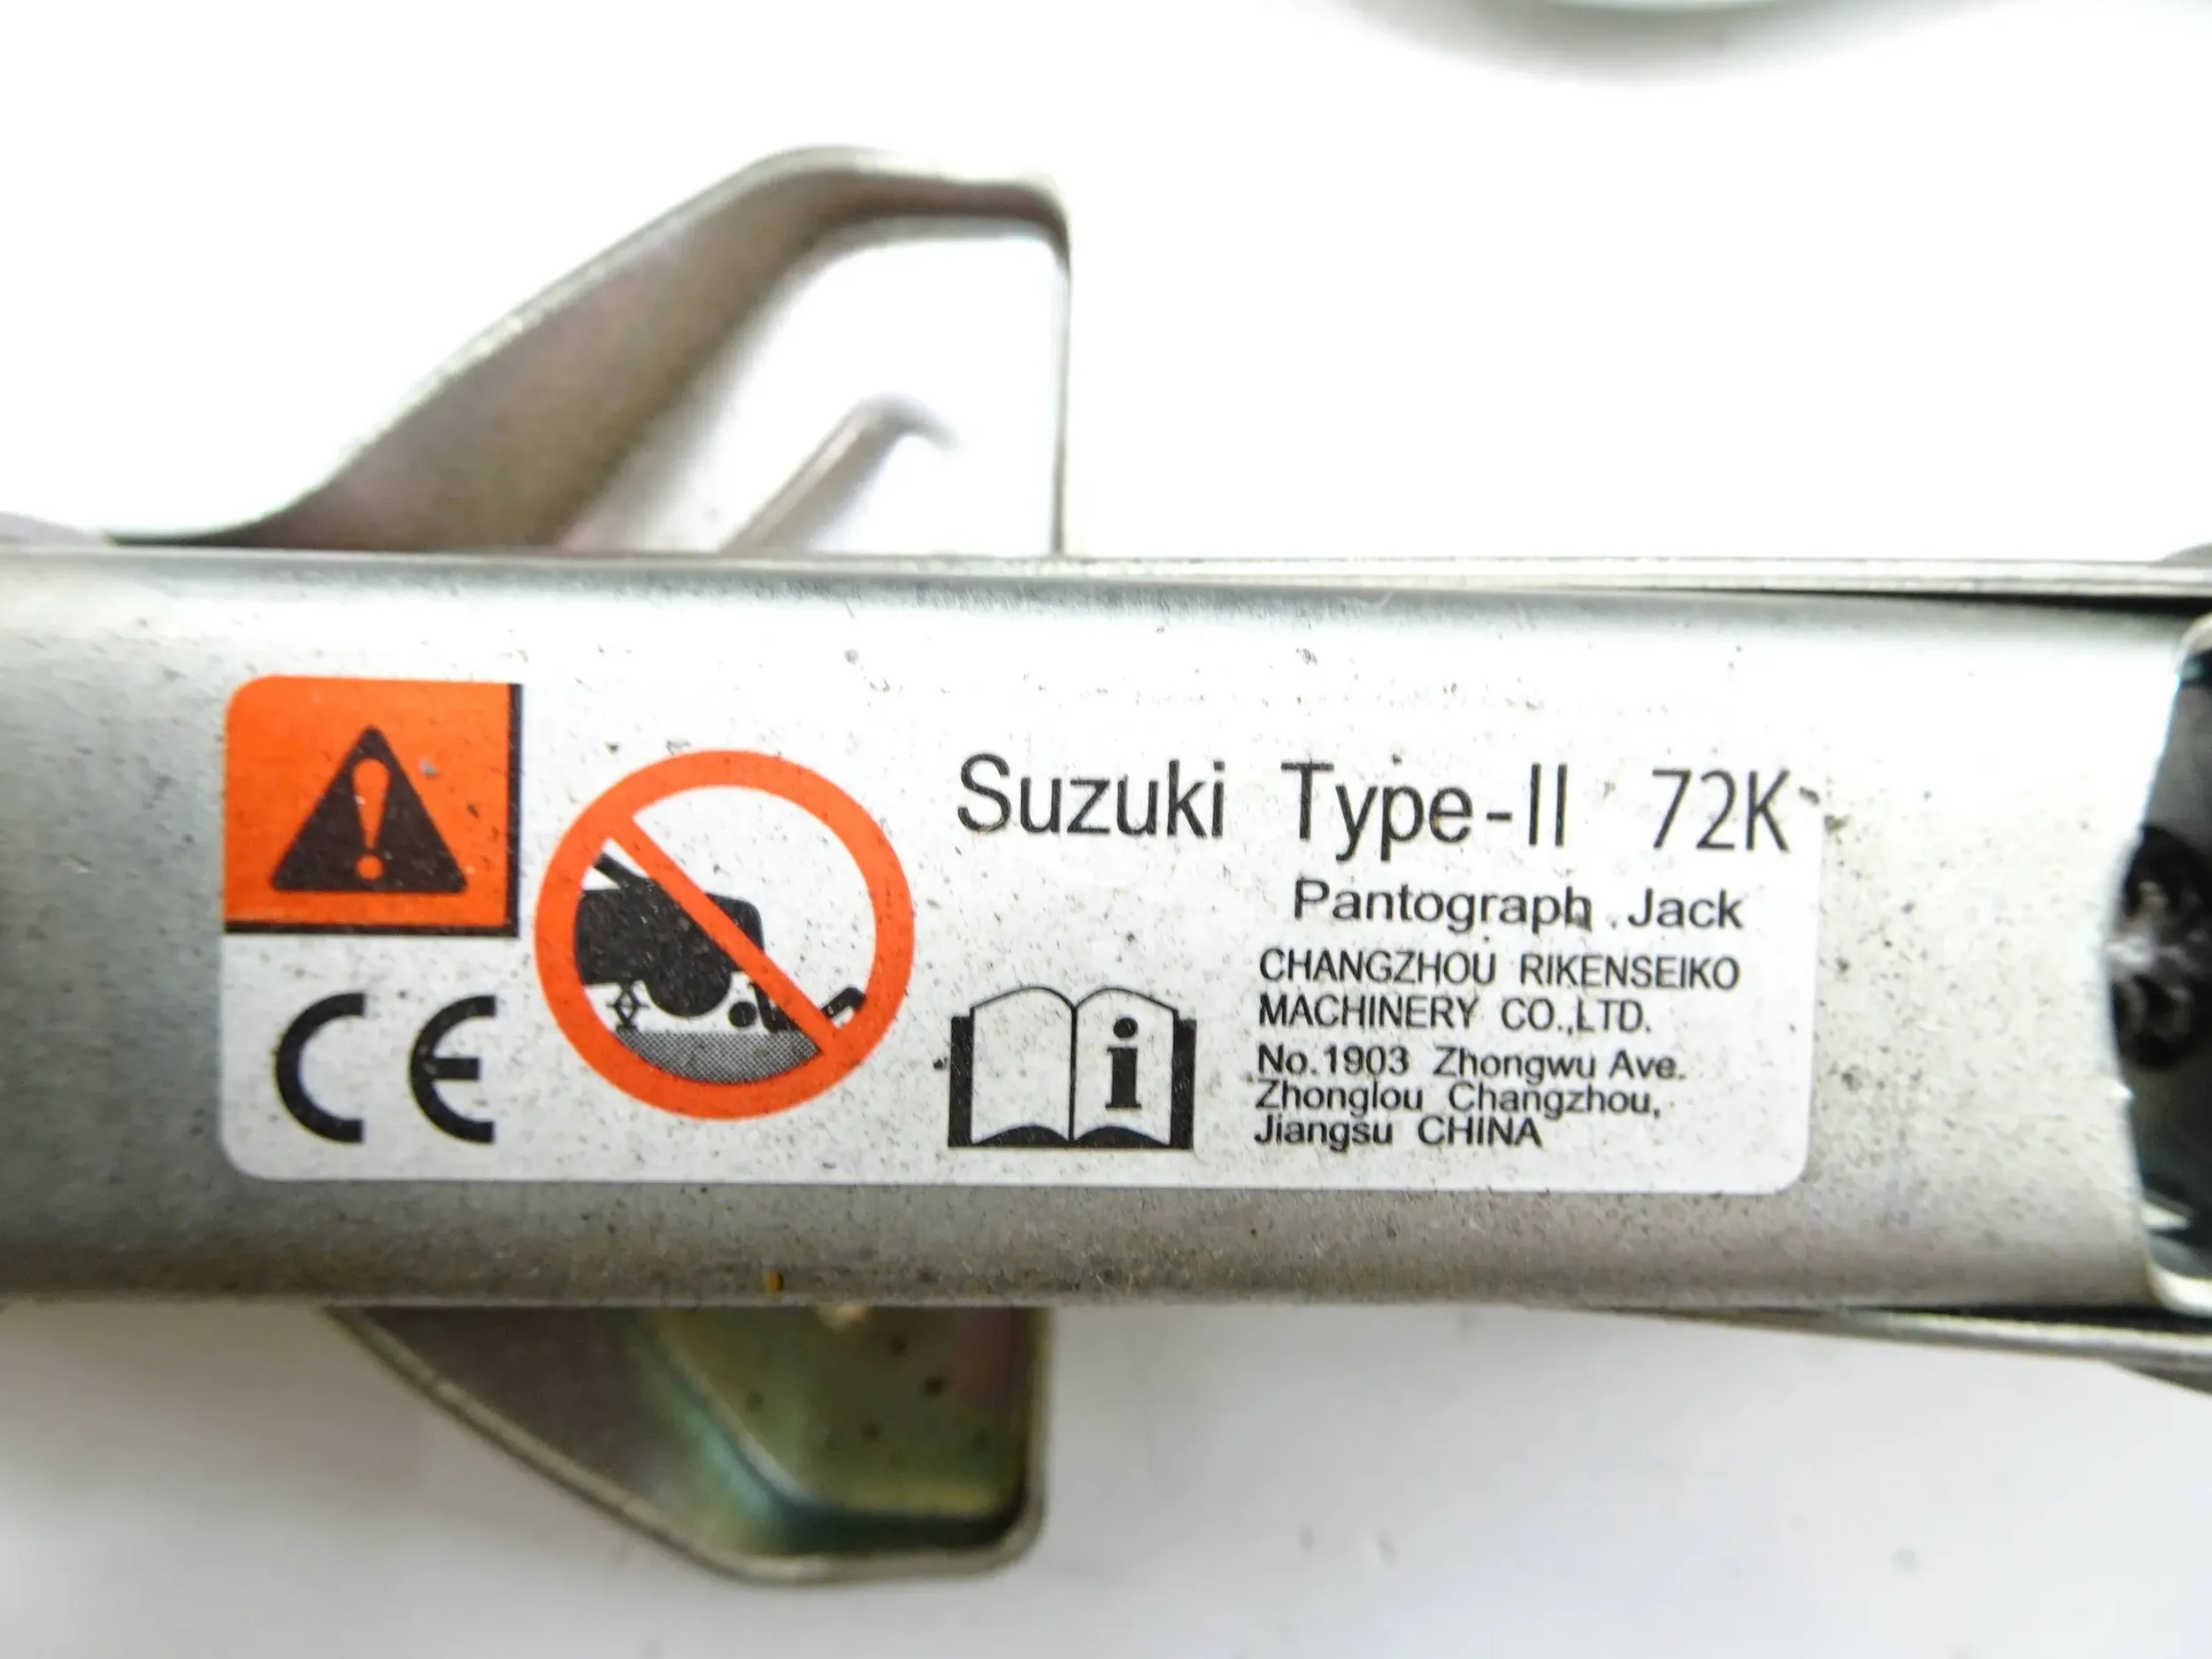 Suzuki Type-II 72K
Pantograph Jack
CHANGZHOU RIKENSEIKO
MACHINERY CO.,LTD.
No.1903 Zhongwu Ave.
Zhonglou Changzhou,
Jiangsu CHINA
CE
i